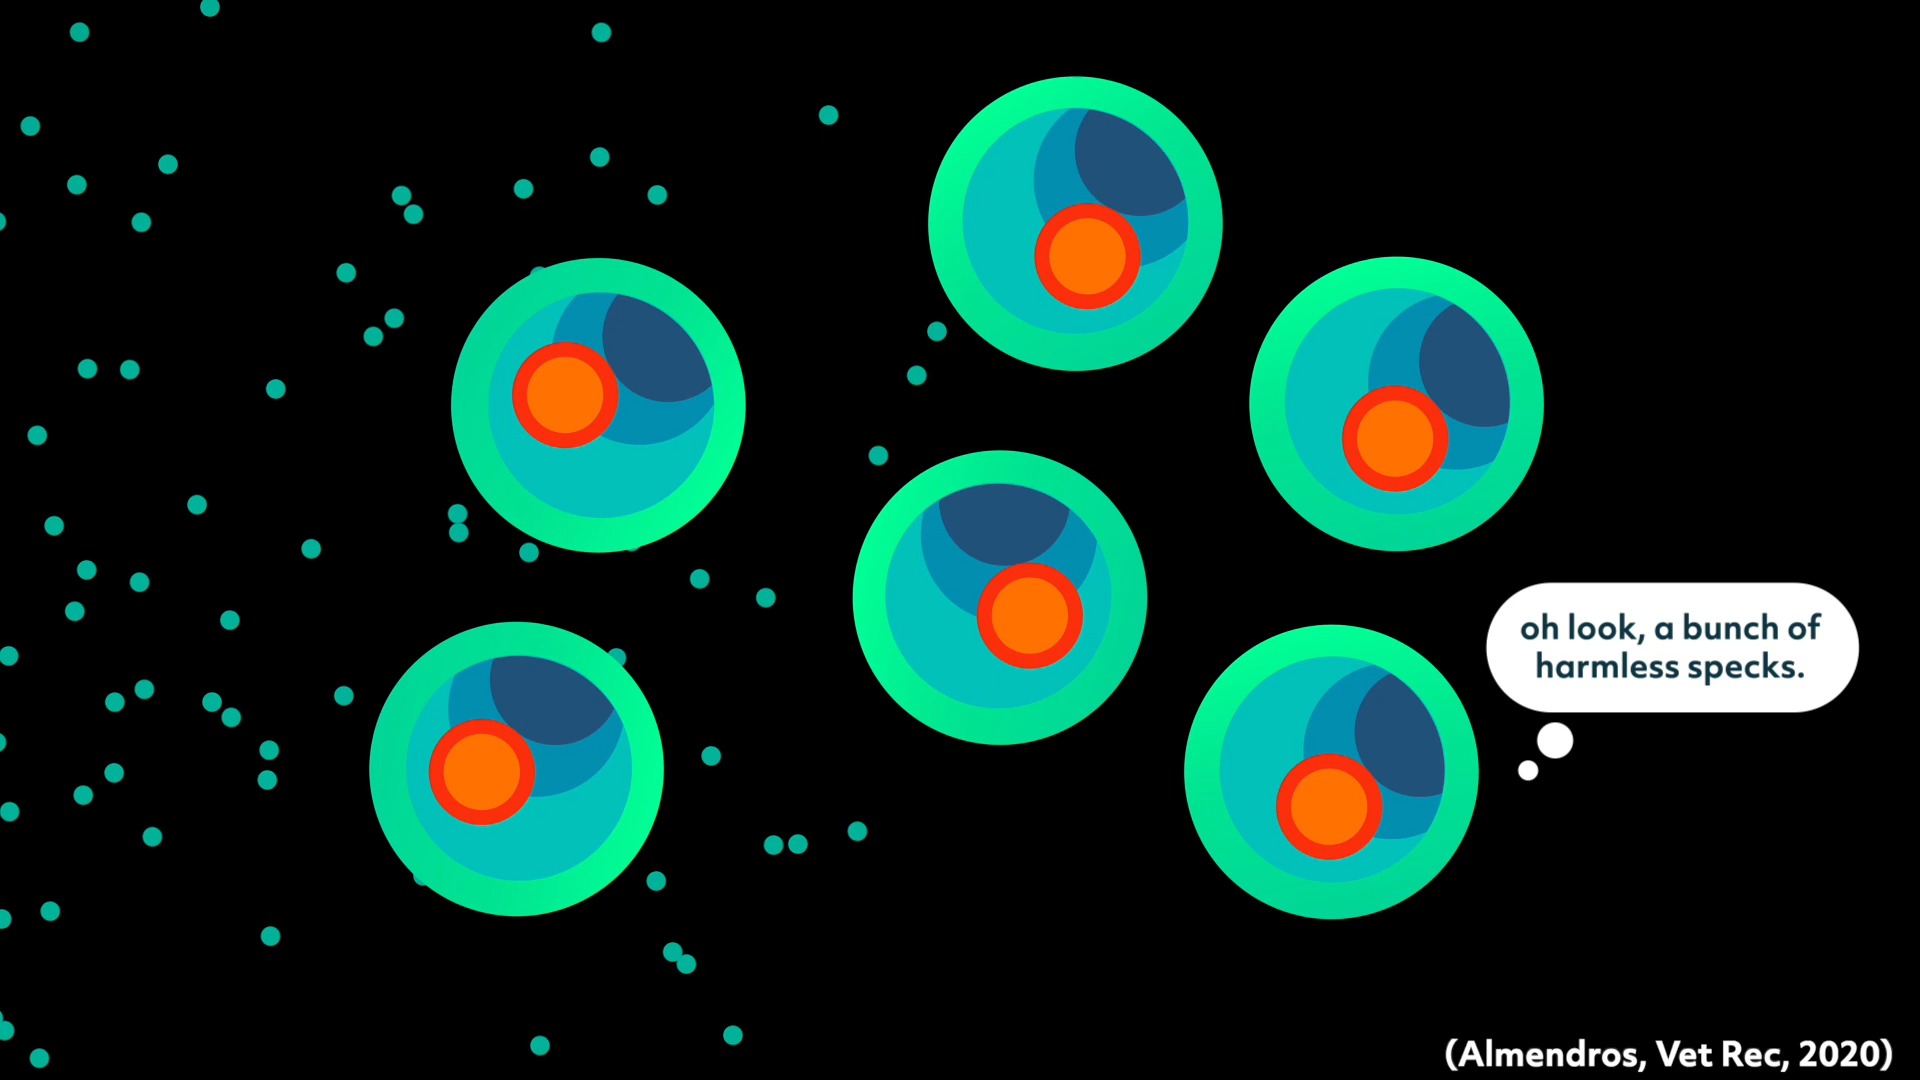 oh look, a bunch of
harmless specks.
(Almendros, Vet Rec, 2020)